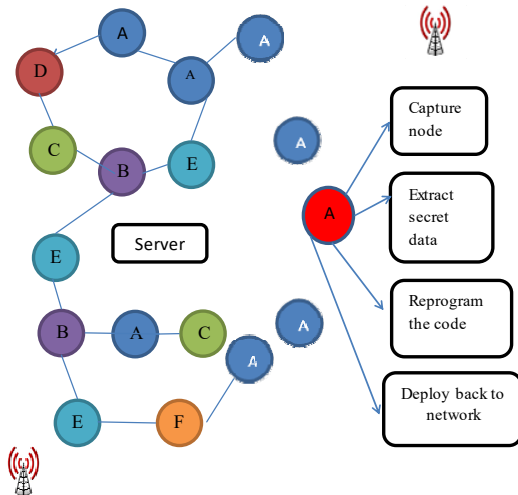 A
A
A
D
C
B
E
A
A
Capture
node
Extract
secret
data
Server
E
Reprogram
the code
B
A
C
A
A
Deploy back to
network
E
F